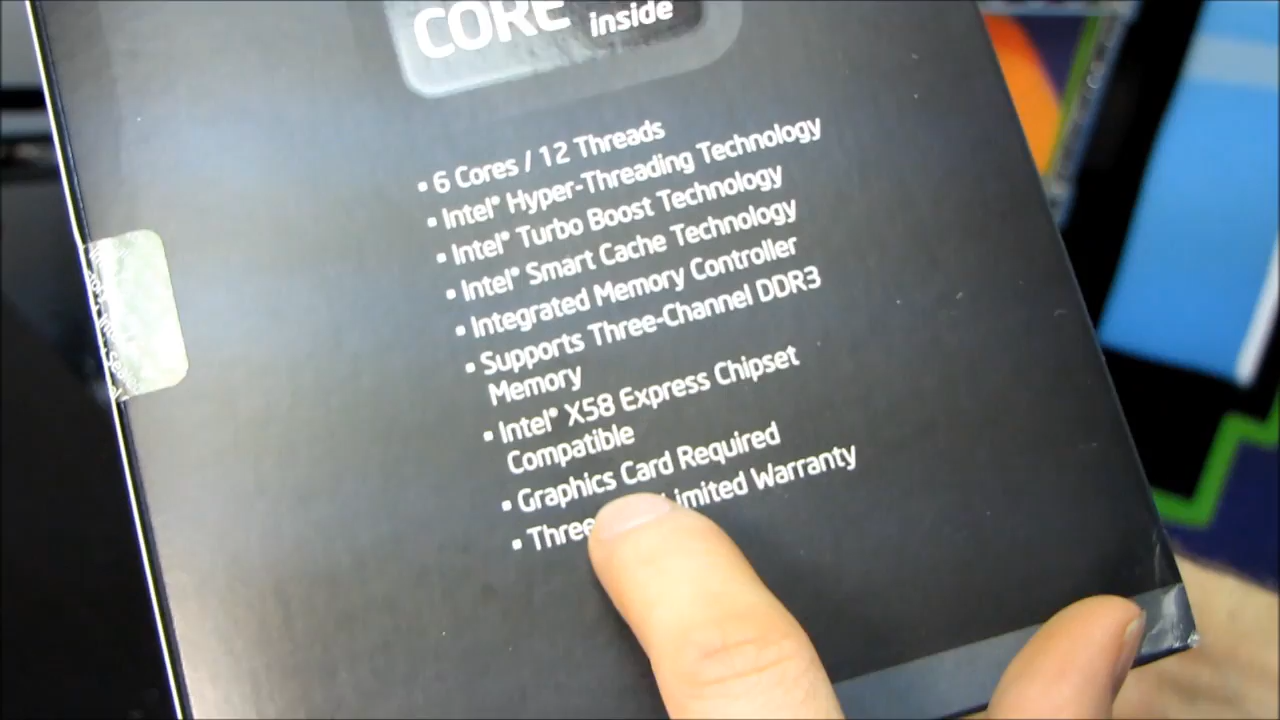 CORE
inside
• 6 Cores / 12 Threads
• Intel® Hyper-Threading Technology
• Intel® Turbo Boost Technology
• Intel® Smart Cache Technology
• Integrated Memory Controller
• Supports Three-Channel DDR3
Memory
• Intel® X58 Express Chipset
Compatible
• Graphics Card Required
• Three Limited Warranty